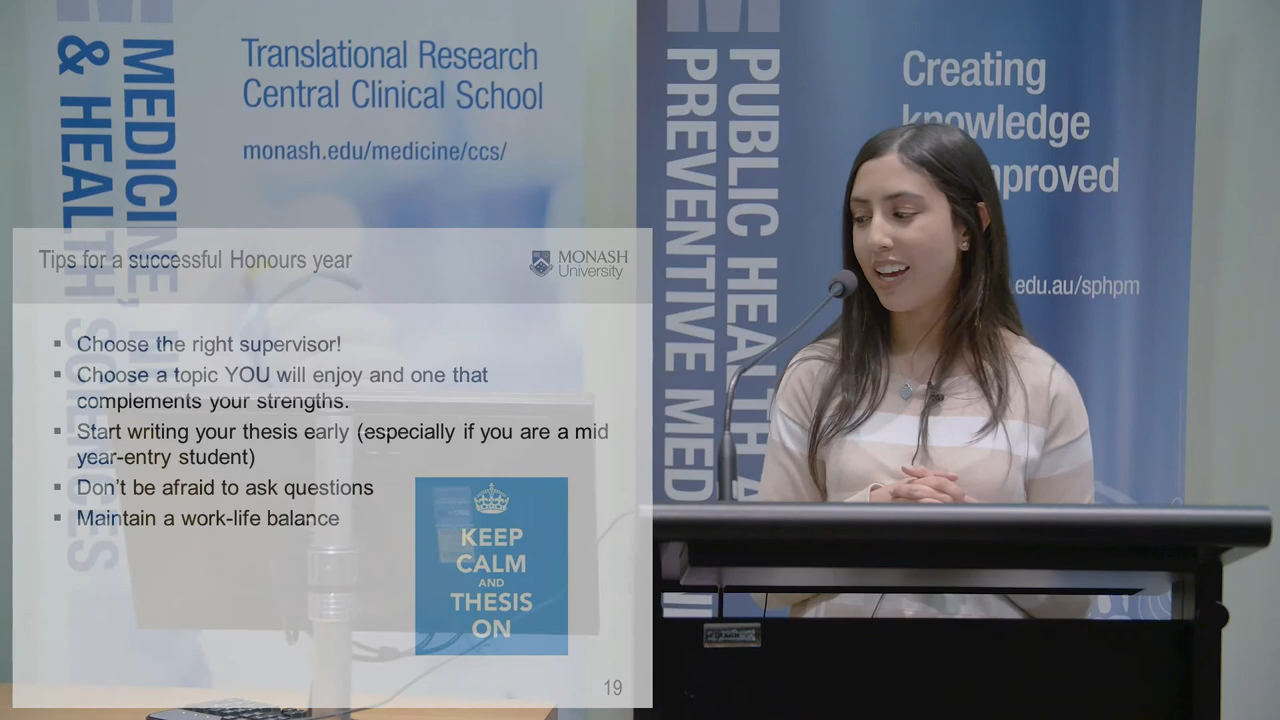 MEDICINE,
& HEALTH SCIENCES
Translational Research
Central Clinical School
monash.edu/medicine/ccs/
PUBLIC HEALTH
PREVENTIVE MED
Creating
knowledge
improved
.edu.au/sphpm
Tips for a successful Honours year
MONASH
University
▪ Choose the right supervisor!
▪ Choose a topic YOU will enjoy and one that
complements your strengths.
▪ Start writing your thesis early (especially if you are a mid
year-entry student)
▪ Don't be afraid to ask questions
▪ Maintain a work-life balance
KEEP
CALM
AND
THESIS
ON
19